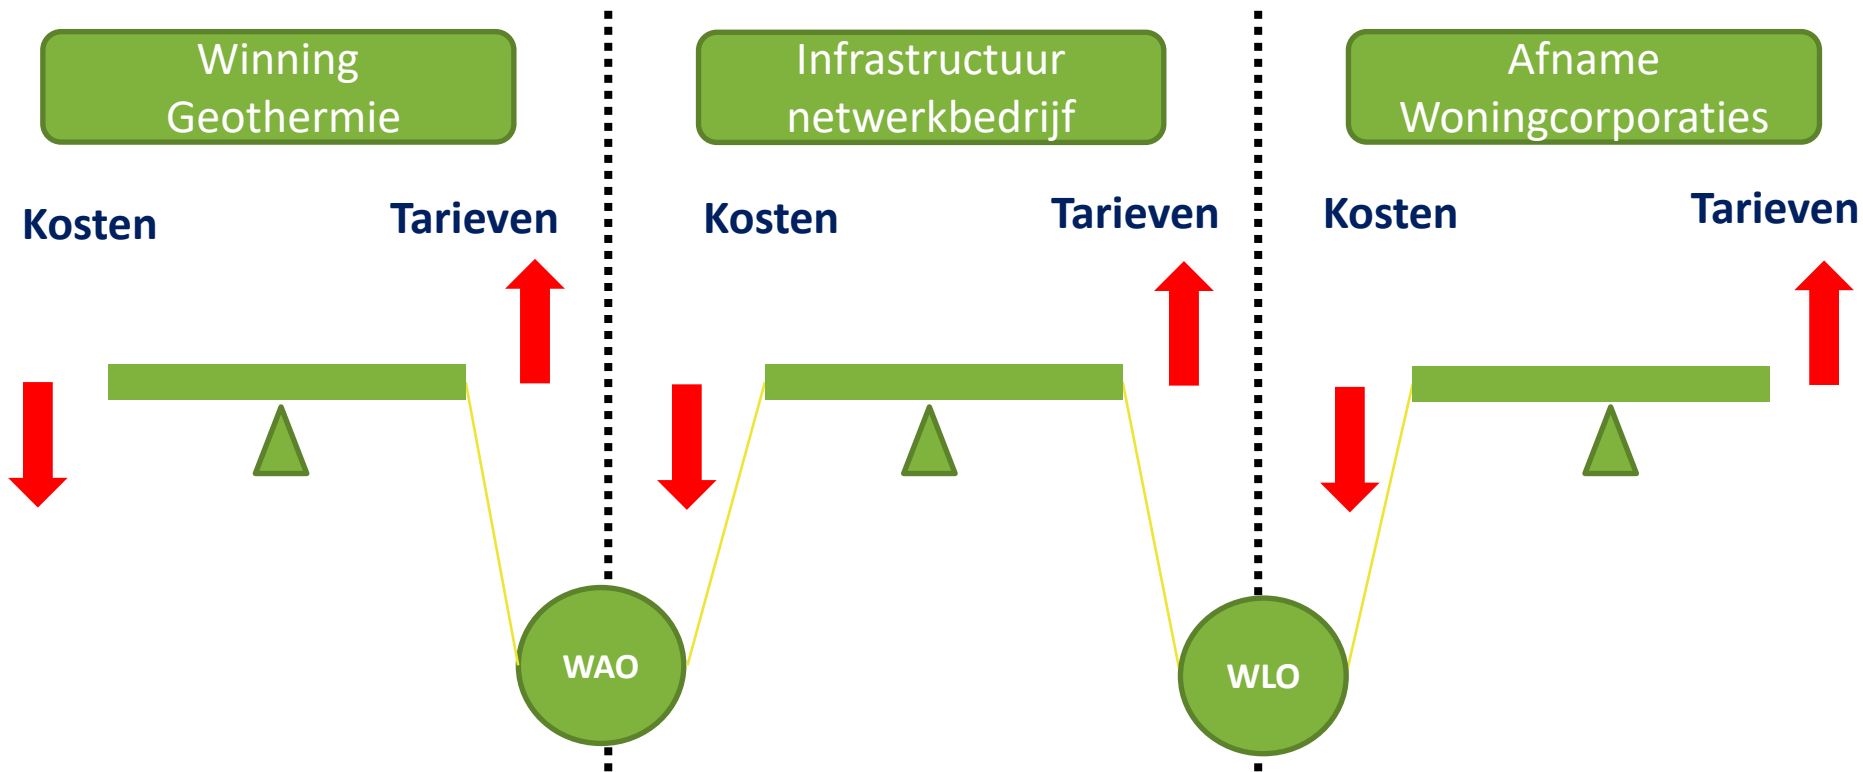 Winning
Geothermie
Infrastructuur
netwerkbedrijf
Afname
Woningcorporaties
Kosten
Tarieven
Kosten
Tarieven
Kosten
Tarieven
WAO
WLO